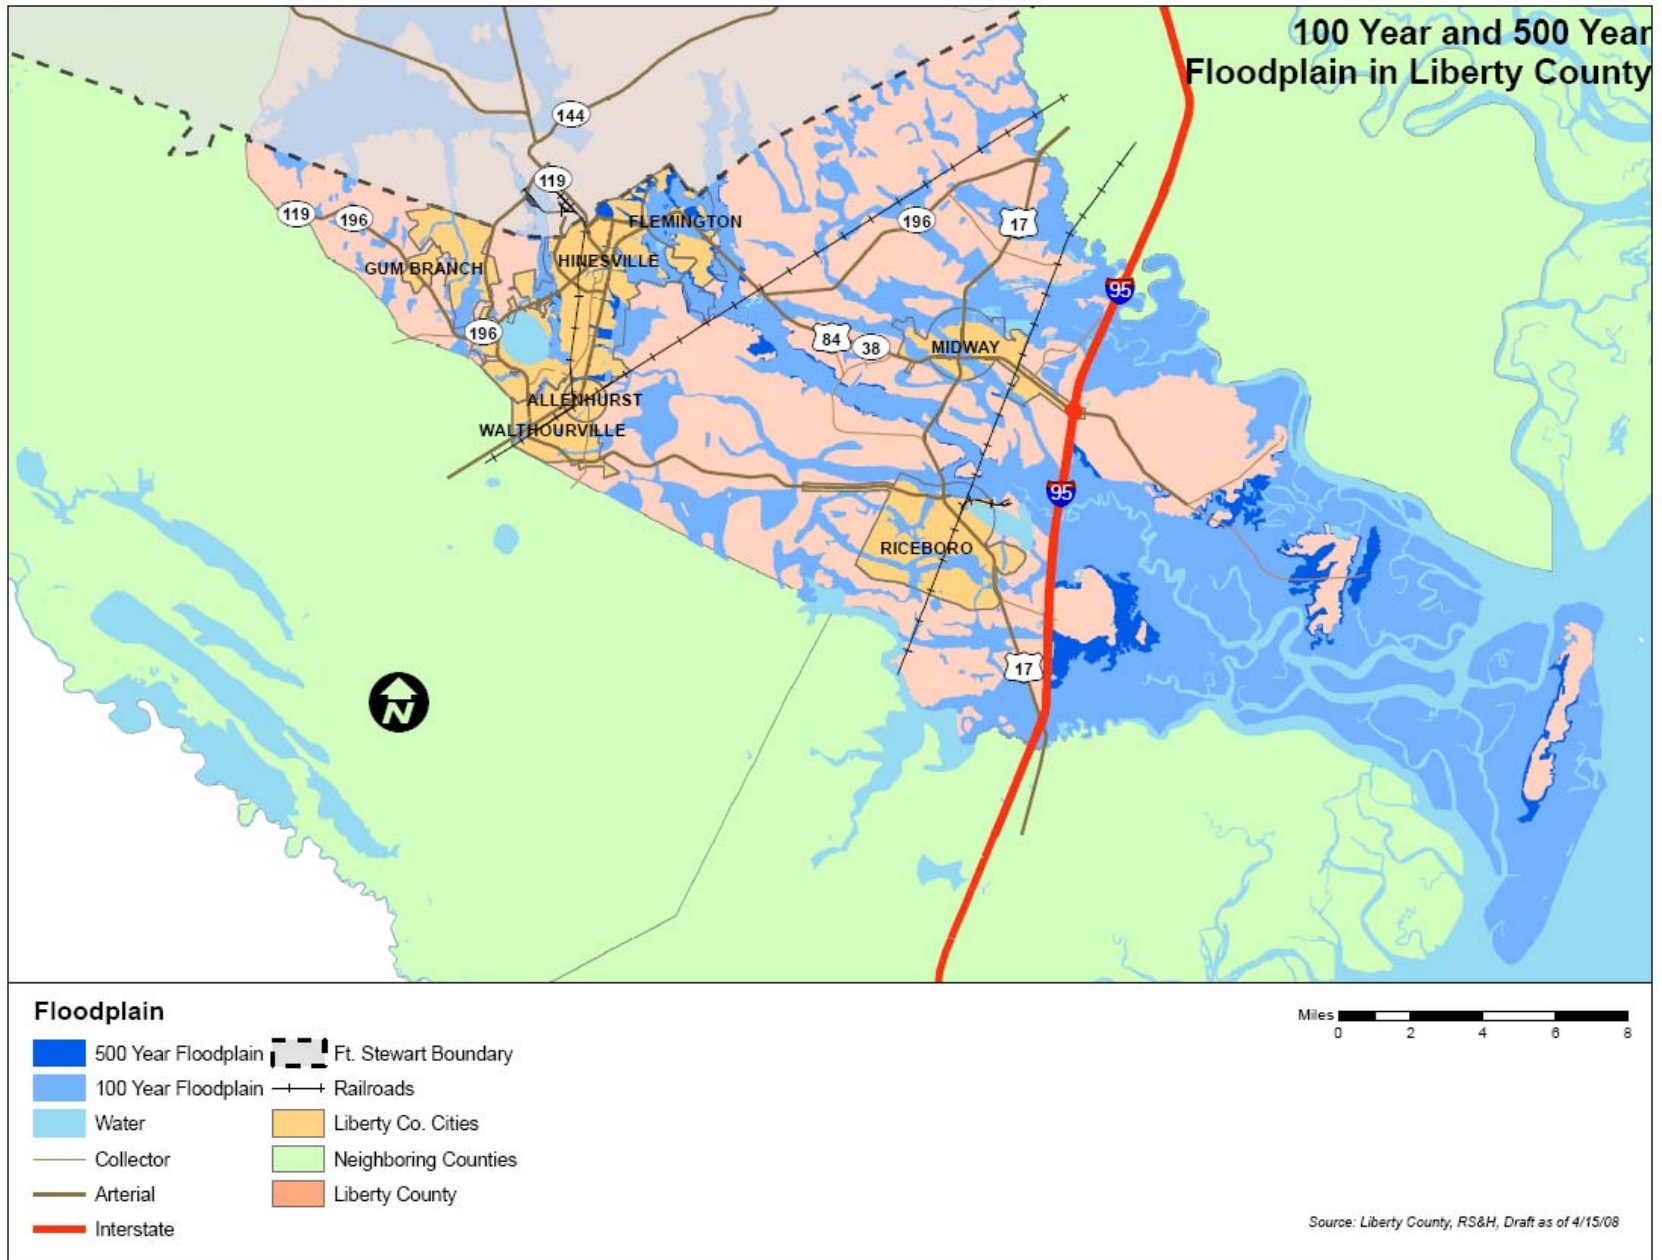 100 Year and 500 Year
Floodplain in Liberty County
144
119
119
196
FLEMINGTON
196
17
HINESVILLE
GUM BRANCH
95
196
84
38
MIDWAY
ALLENHURST
WALTHOURVILLE
95
RICEBORO
17
N
Floodplain
500 Year Floodplain
Ft. Stewart Boundary
100 Year Floodplain
Railroads
Water
Liberty Co. Cities
Collector
Neighboring Counties
Arterial
Liberty County
Interstate
Miles
0 2 4 6 8
Source: Liberty County, RS&H, Draft as of 4/15/08